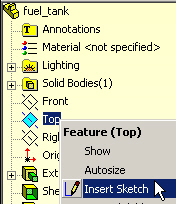 fuel_tank
Annotations
Material <not specified>
Lighting
Solid Bodies(1)
Front
Top
Feature (Top)
Show
Autosize
Insert Sketch